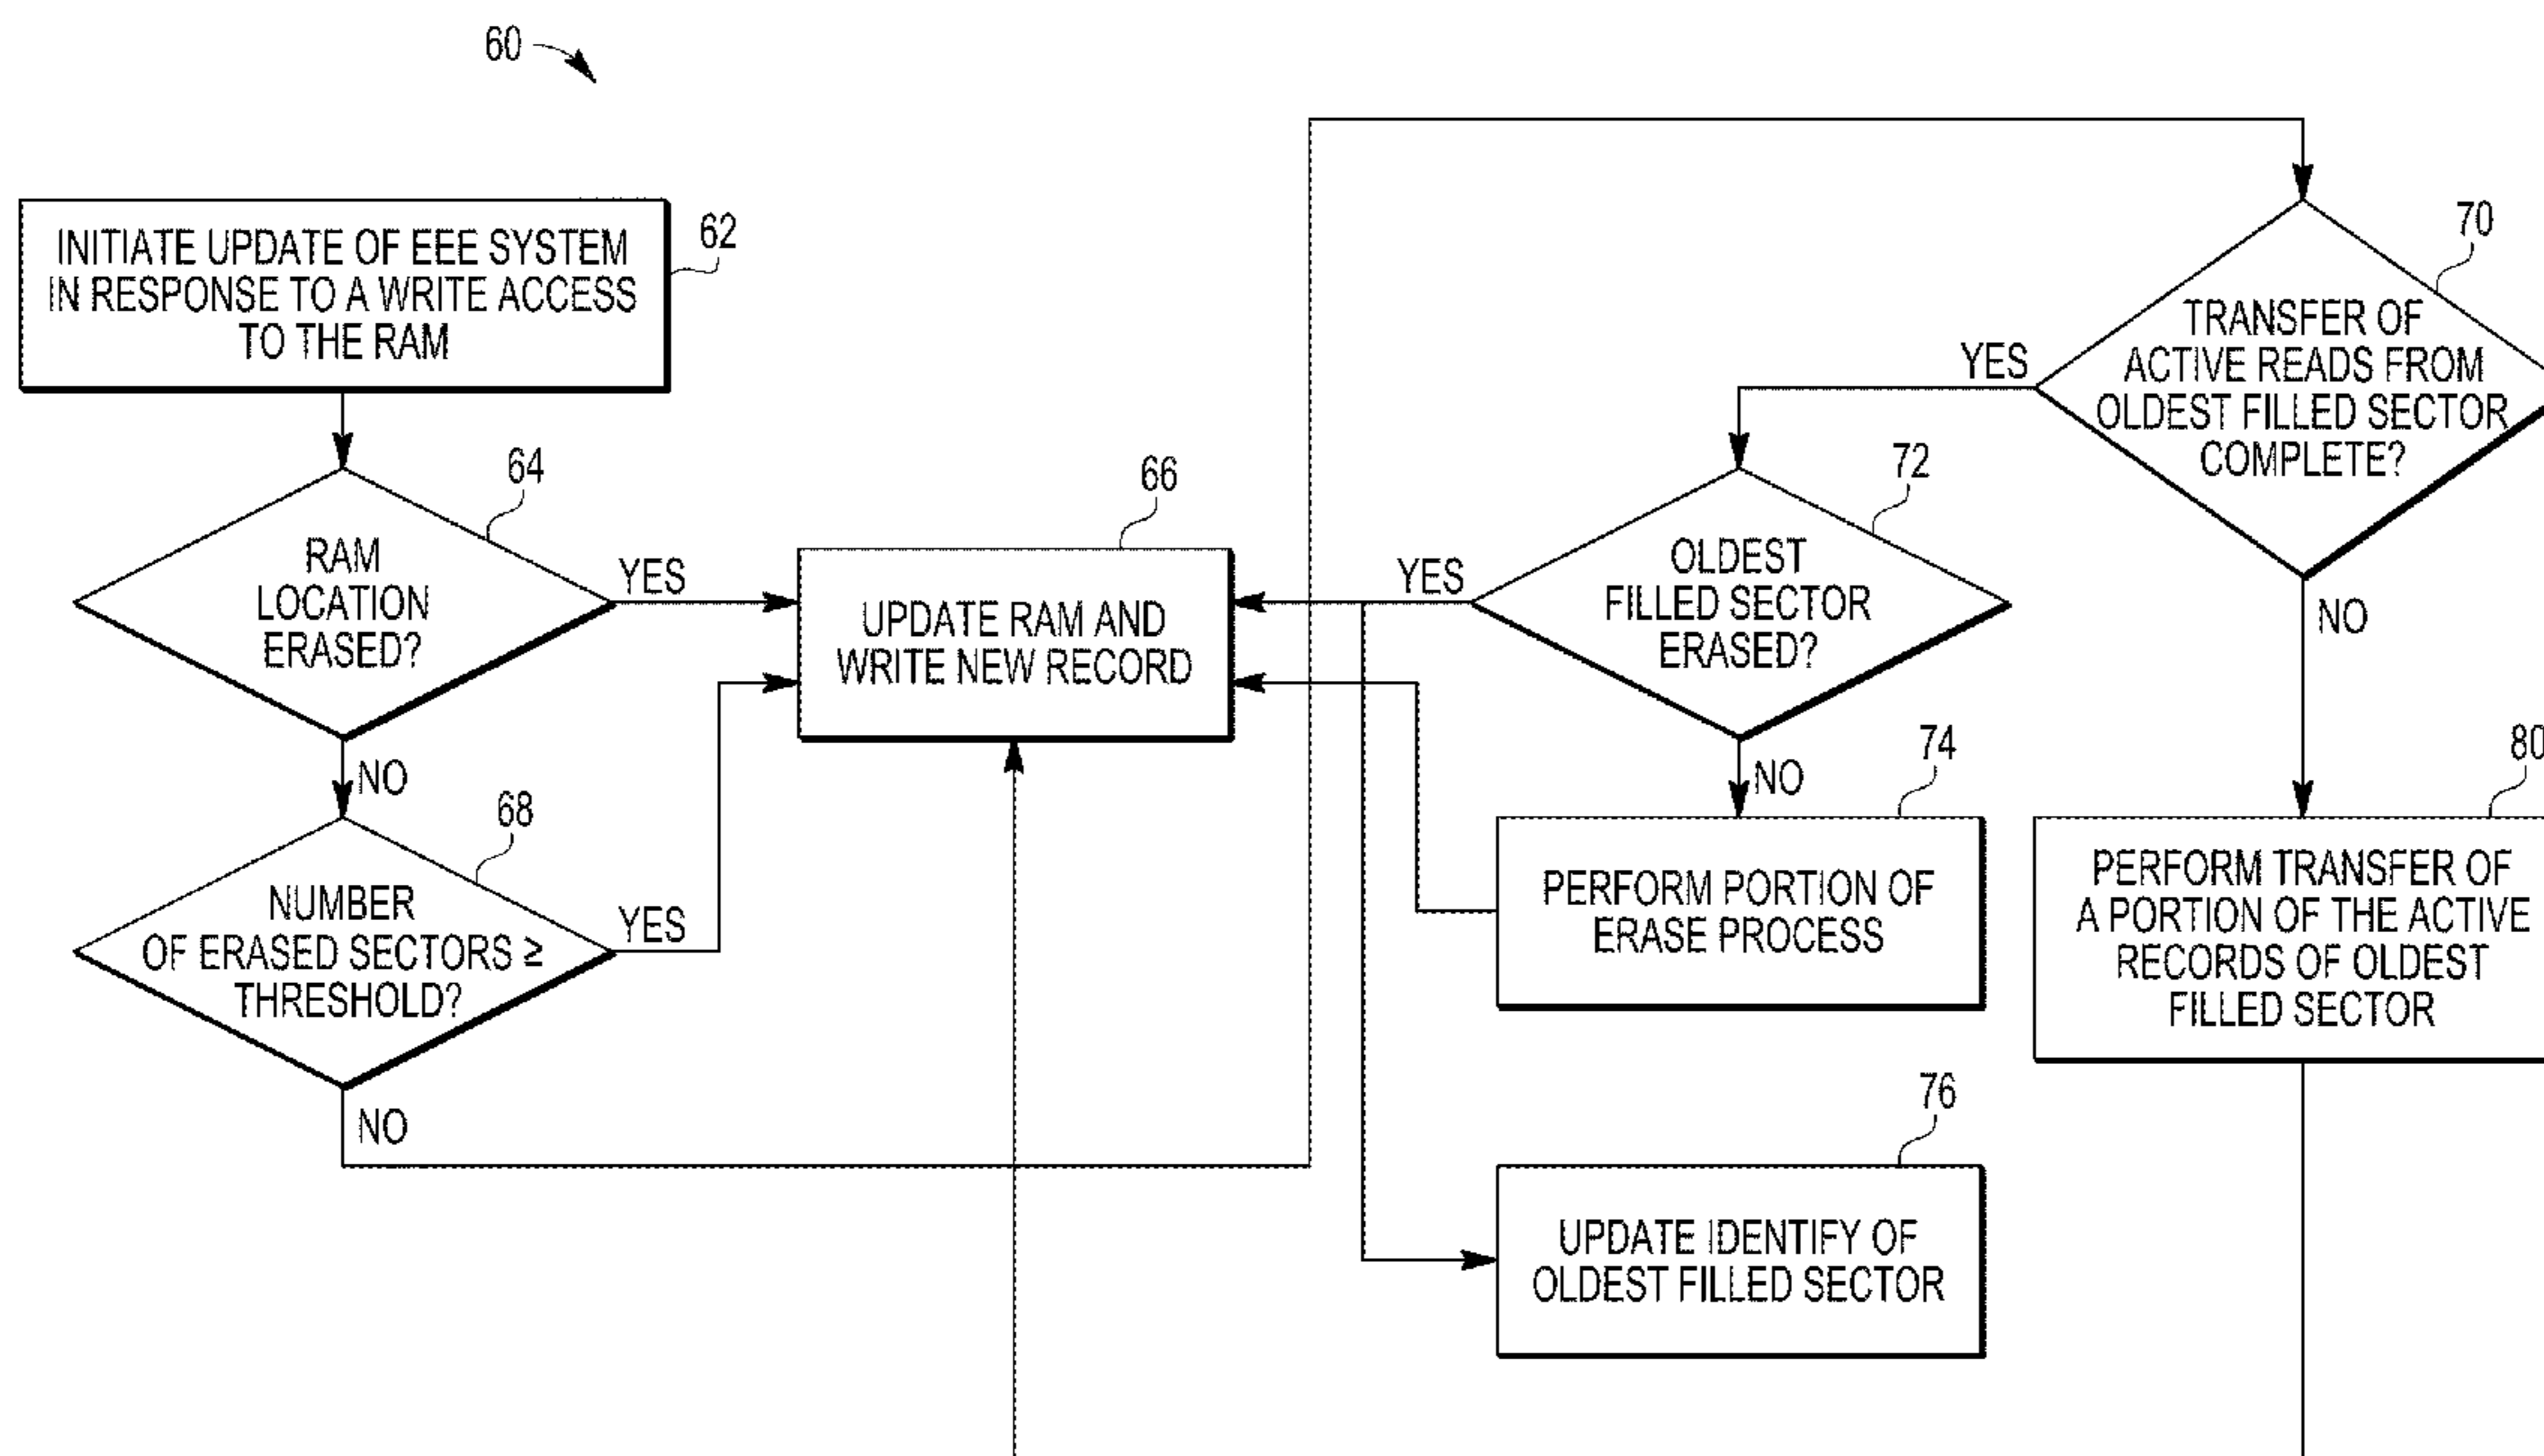 60
INITIATE UPDATE OF EEE SYSTEM
IN RESPONSE TO A WRITE ACCESS
TO THE RAM
62
64
RAM
LOCATION
ERASED?
YES
NO
66
UPDATE RAM AND
WRITE NEW RECORD
68
NUMBER
OF ERASED SECTORS ≥
THRESHOLD?
YES
NO
70
TRANSFER OF
ACTIVE READS FROM
OLDEST FILLED SECTOR
COMPLETE?
YES
NO
72
OLDEST
FILLED SECTOR
ERASED?
YES
NO
74
PERFORM PORTION OF
ERASE PROCESS
76
UPDATE IDENTIFY OF
OLDEST FILLED SECTOR
80
PERFORM TRANSFER OF
A PORTION OF THE ACTIVE
RECORDS OF OLDEST
FILLED SECTOR